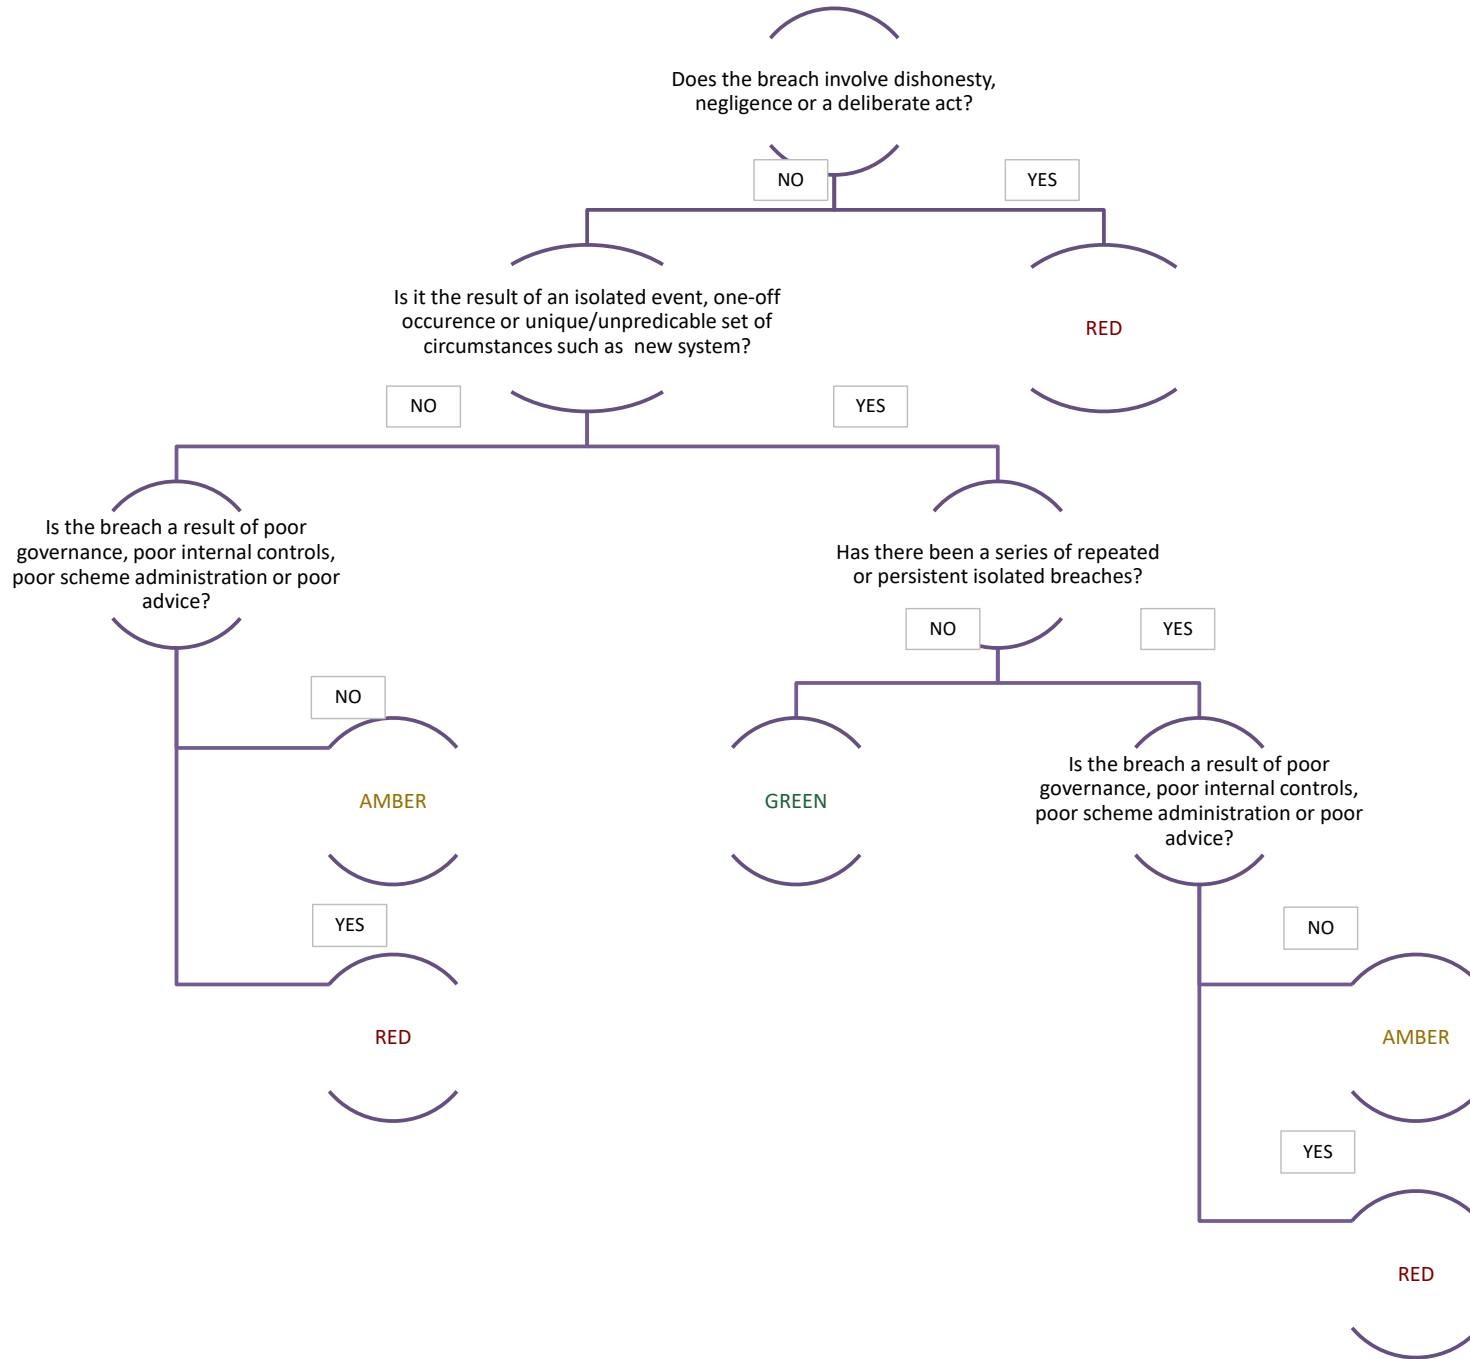 Does the breach involve dishonesty,
negligence or a deliberate act?
NO
YES
Is it the result of an isolated event, one-off
occurence or unique/unpredicable set of
circumstances such as  new system?
RED
NO
YES
Is the breach a result of poor
governance, poor internal controls,
poor scheme administration or poor
advice?
Has there been a series of repeated
or persistent isolated breaches?
NO
YES
NO
AMBER
GREEN
Is the breach a result of poor
governance, poor internal controls,
poor scheme administration or poor
advice?
YES
NO
RED
AMBER
YES
RED